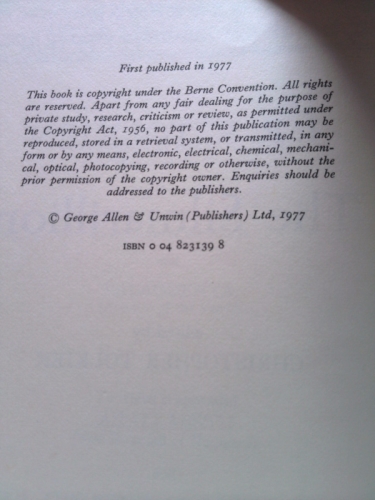 First published in 1977
This book is copyright under the Berne Convention. All rights
are reserved. Apart from any fair dealing for the purpose of
private study, research, criticism or review, as permitted under
the Copyright Act, 1956, no part of this publication may be
reproduced, stored in a retrieval system, or transmitted, in any
form or by any means, electronic, electrical, chemical, mechani-
cal, optical, photocopying, recording or otherwise, without the
prior permission of the copyright owner. Enquiries should be
addressed to the publishers.
© George Allen & Unwin (Publishers) Ltd, 1977
ISBN 0 04 823139 8